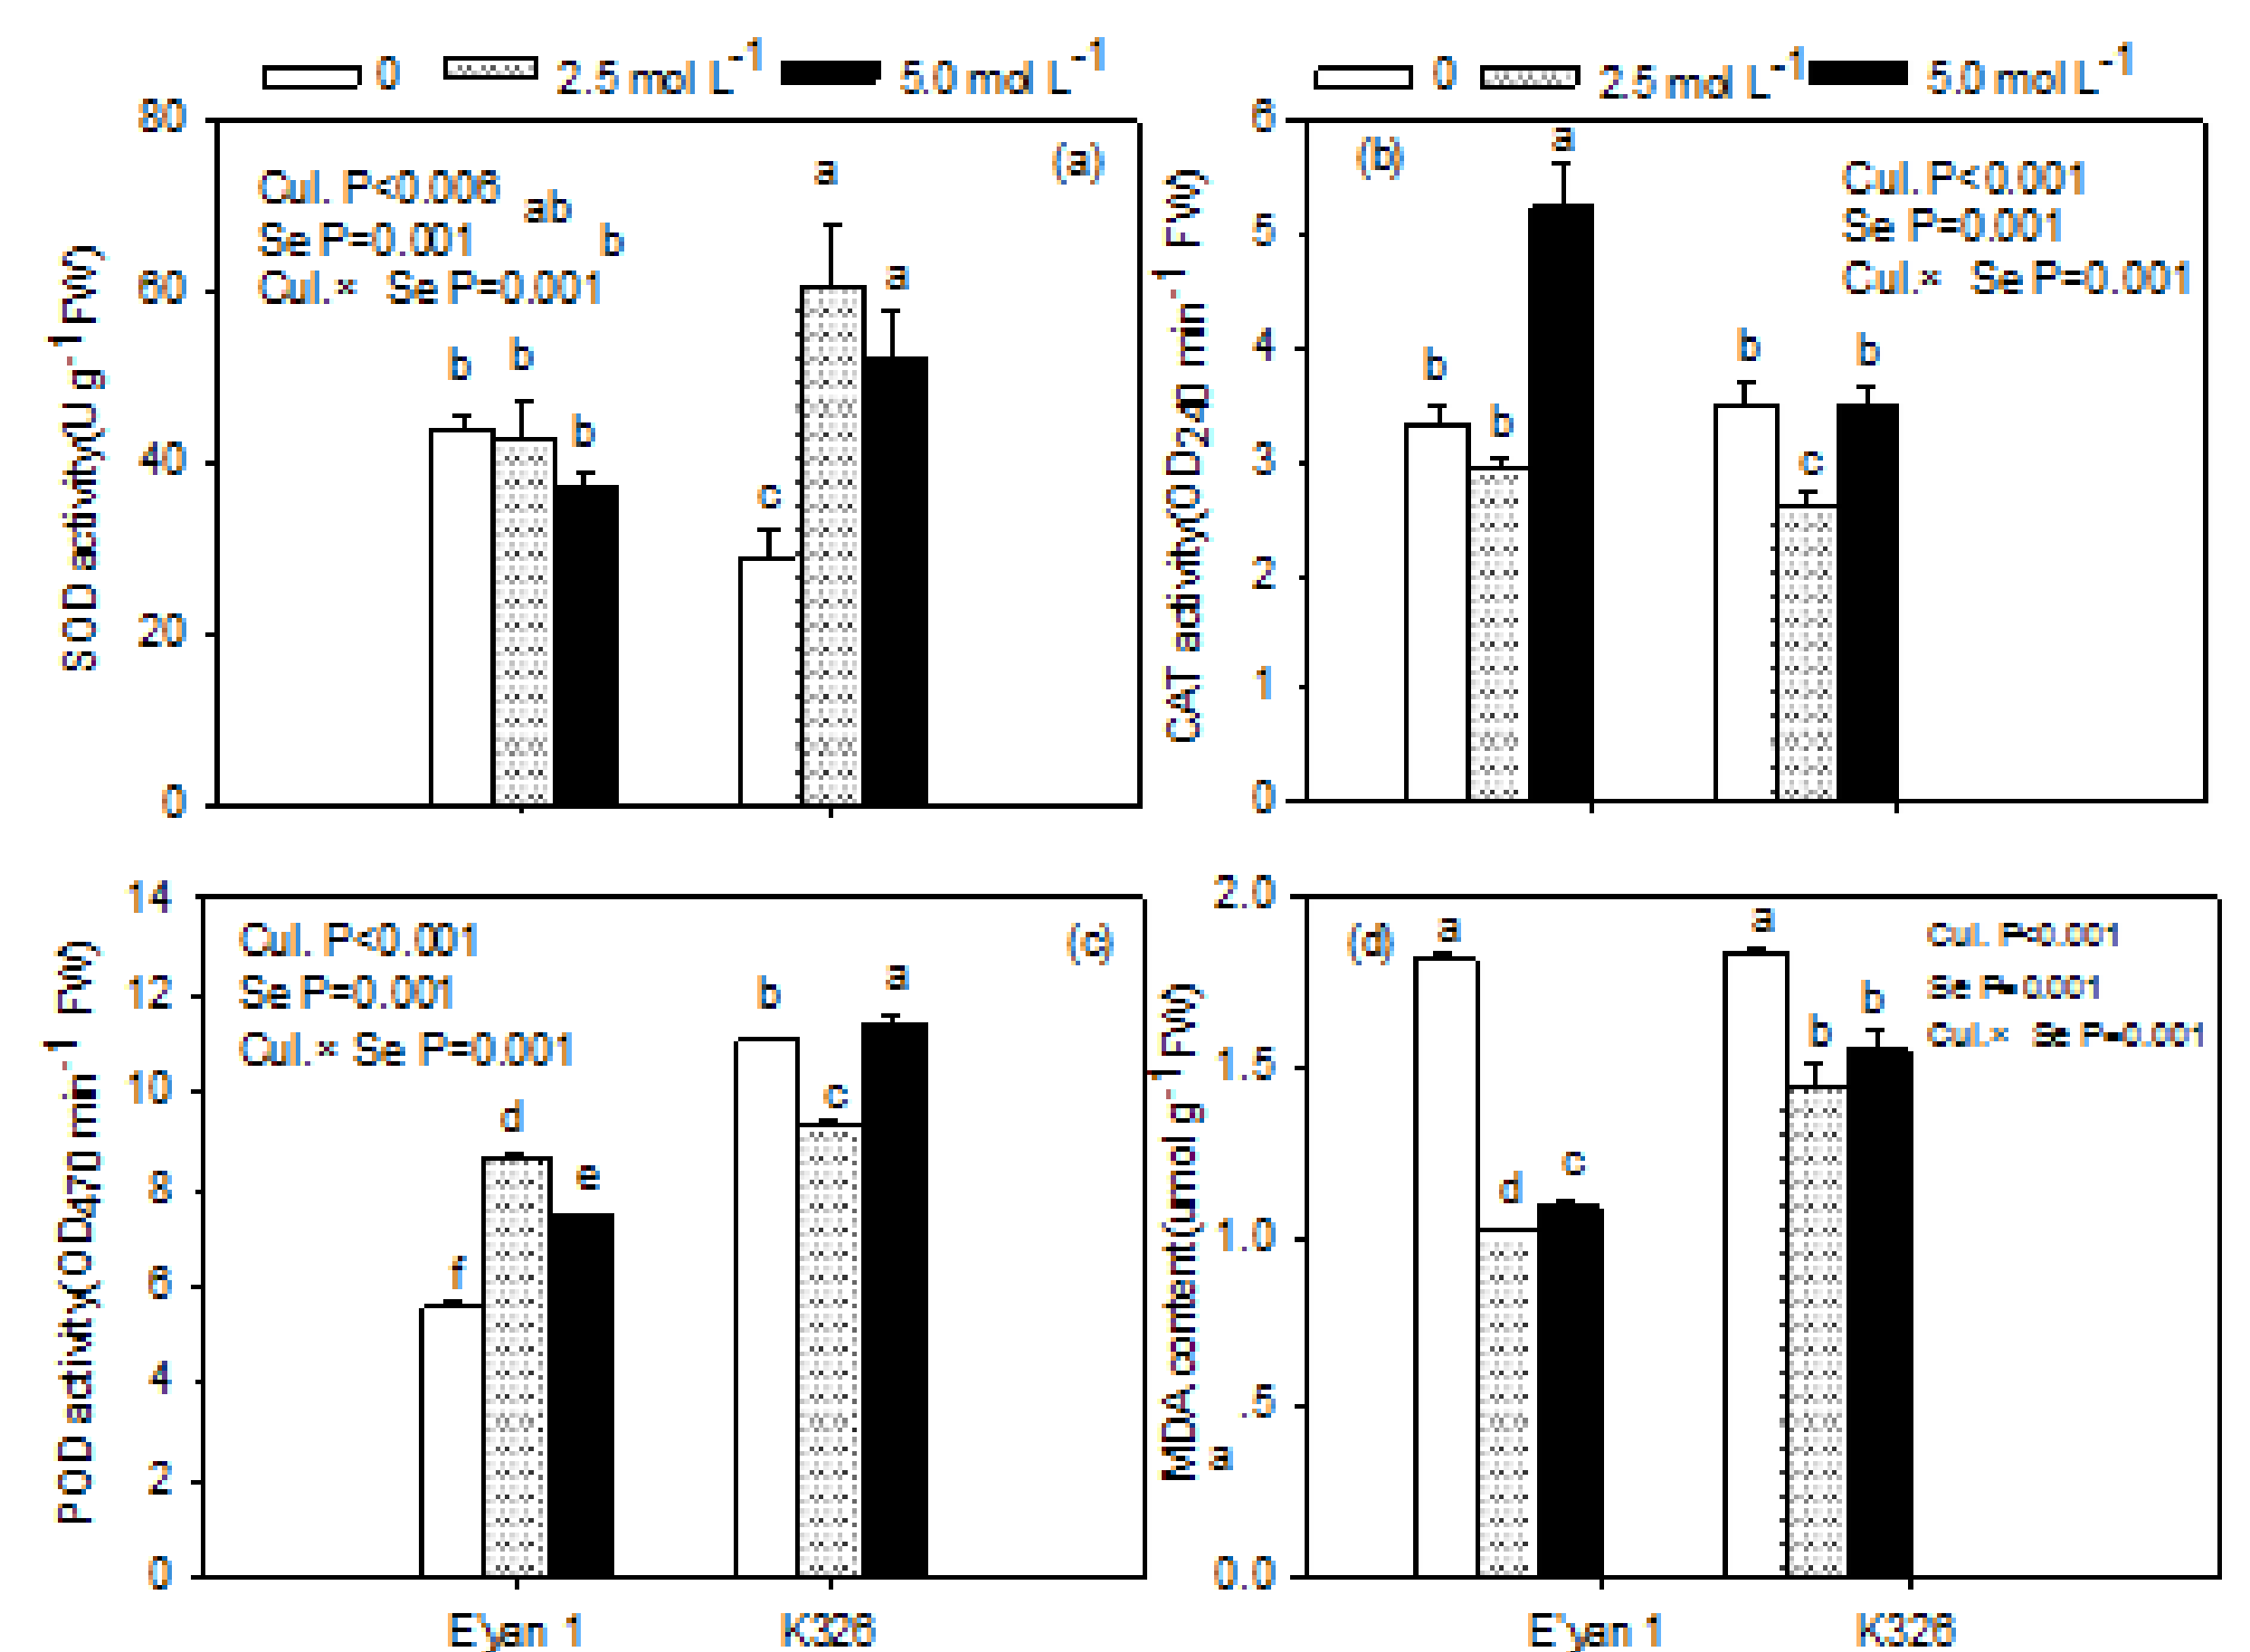 0 2.5 mol L-1 5.0 mol L-1
0 2.5 mol L-1 5.0 mol L-1
80
60
40
20
0
SOD activity(U g-1FW)
Cul. P<0.006
Se P=0.001
Cul.× Se P=0.001
ab
b
(a)
b
b
b
c
a
a
6
5
4
3
2
1
0
CAT activity(OD240 min-1 FW)
(b)
Cul. P<0.001
Se P=0.001
Cul.× Se P=0.001
b
b
a
b
c
b
14
12
10
8
6
4
2
0
POD activity(OD470 min-1 FW)
Cul. P<0.001
Se P=0.001
Cul.× Se P=0.001
(c)
f
d
e
b
c
a
E'yan 1 K326
2.0
1.5
1.0
.5
0.0
MDA content(umol g-1FW)
a
(d)
Cul. P<0.001
Se P=0.001
Cul.× Se P=0.001
a
d
c
a
b
b
E'yan 1 K326